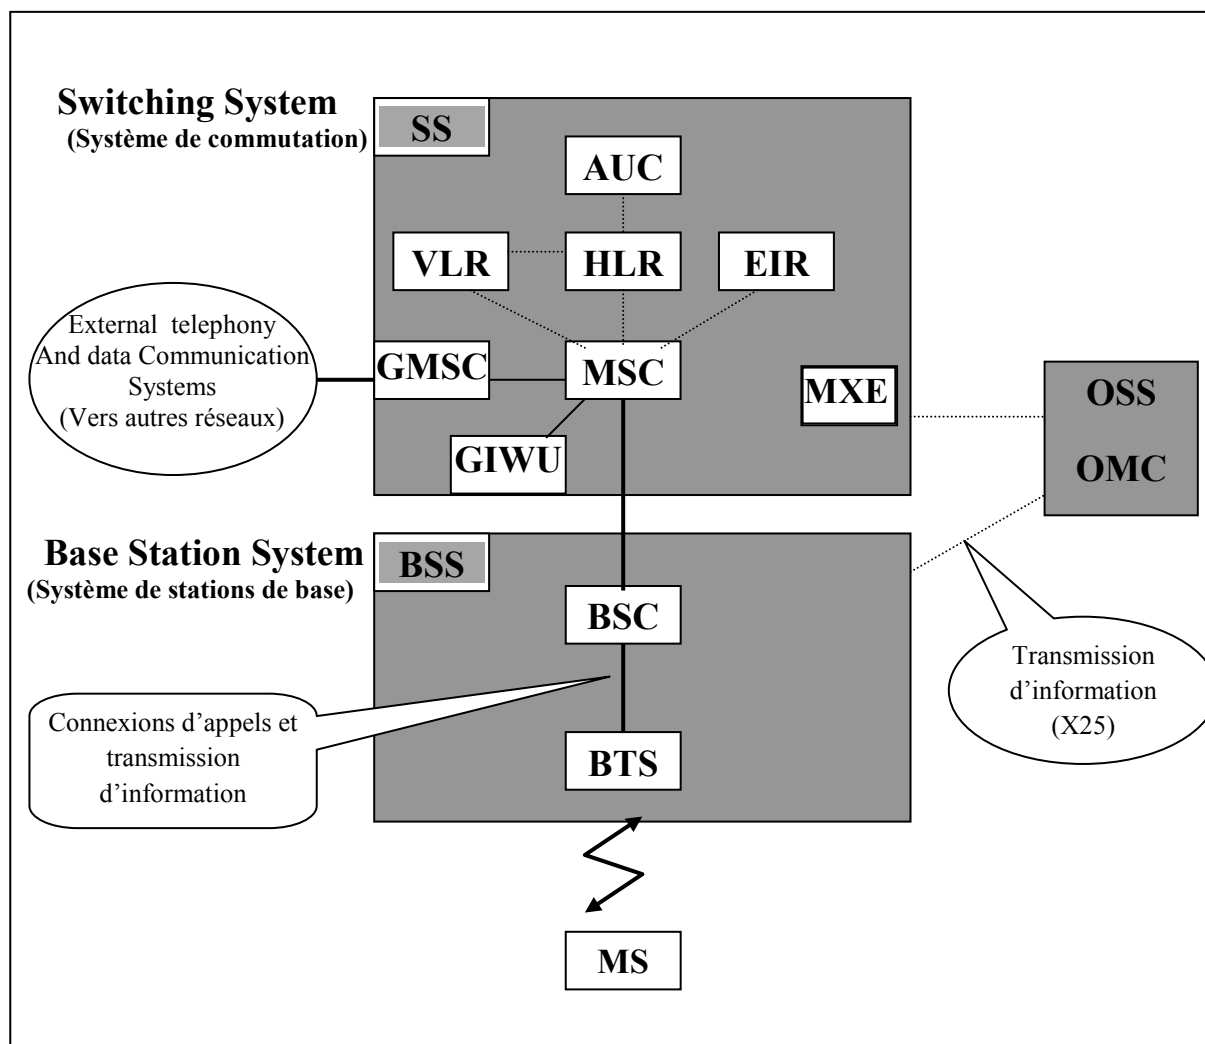 Switching System
(Système de commutation)
SS
AUC
VLR
HLR
EIR
External telephony
And data Communication
Systems
(Vers autres réseaux)
GMSC
MSC
MXE
GIWU
OSS
OMC
Base Station System
(Système de stations de base)
BSS
BSC
Transmission
d’information
(X25)
Connexions d’appels et
transmission
d’information
BTS
MS